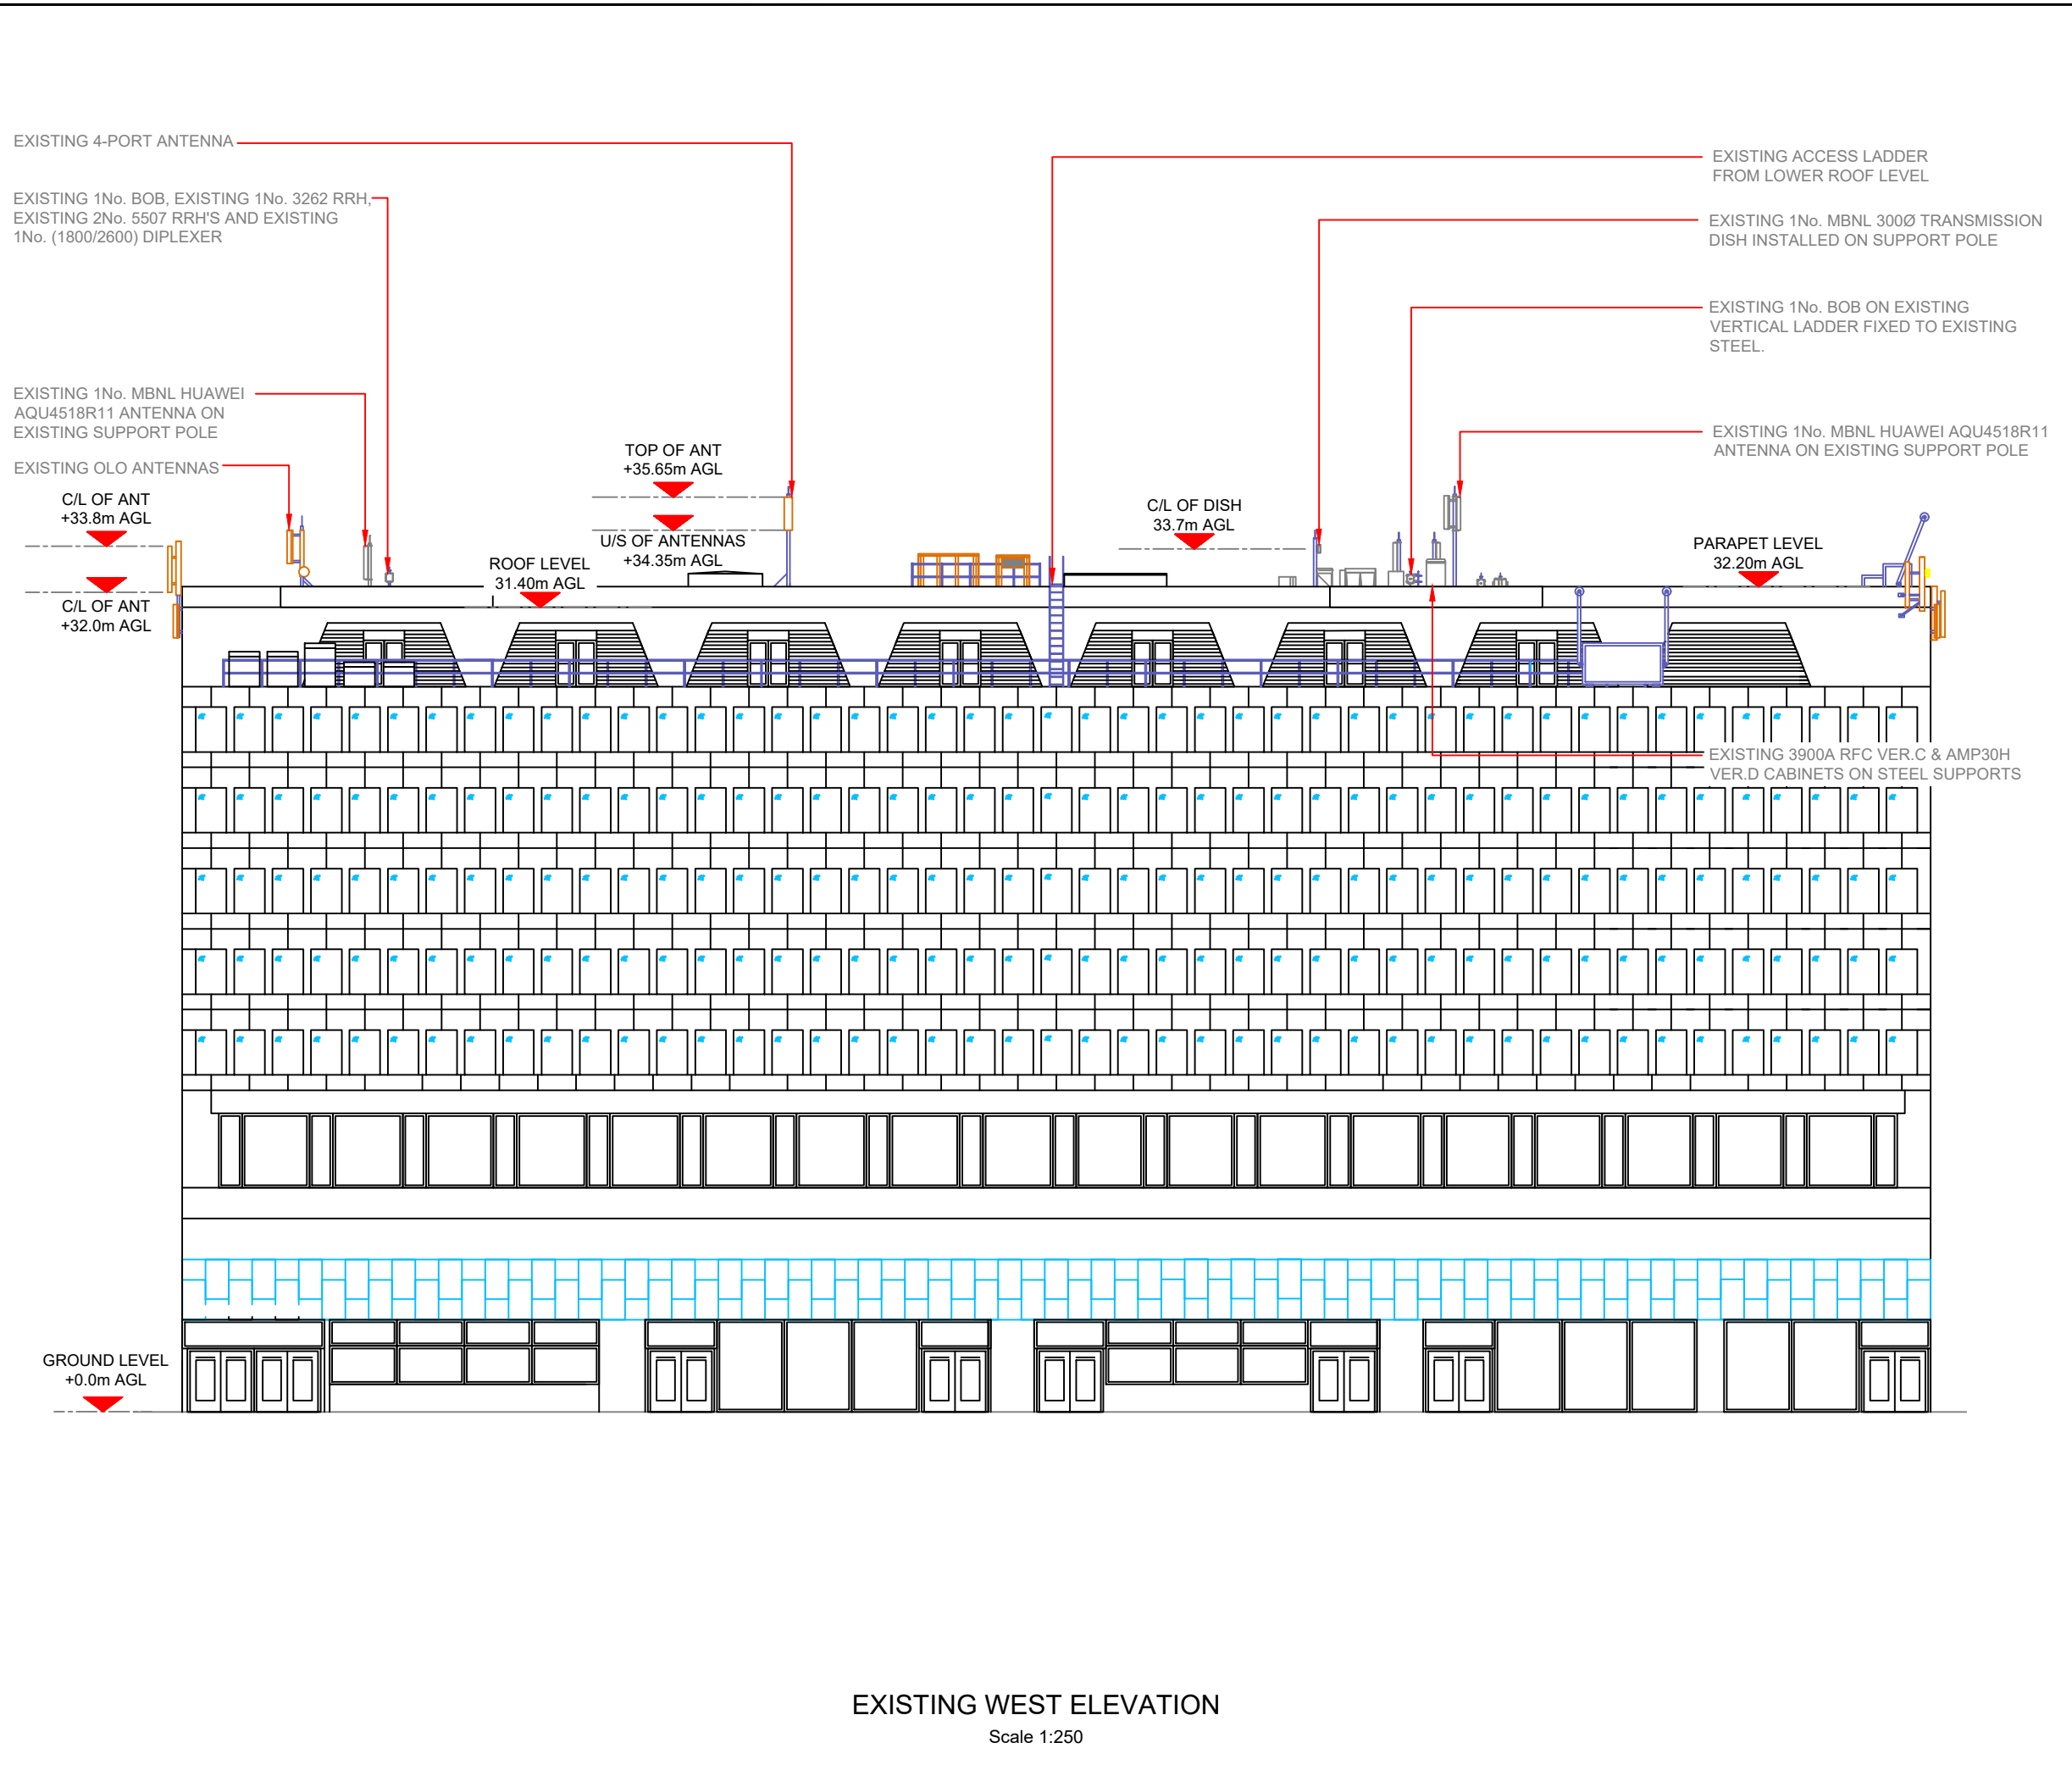 EXISTING 4-PORT ANTENNA
EXISTING 1No. BOB, EXISTING 1No. 3262 RRH,
EXISTING 2No. 5507 RRH'S AND EXISTING
1No. (1800/2600) DIPLEXER
EXISTING 1No. MBNL HUAWEI
AQU4518R11 ANTENNA ON
EXISTING SUPPORT POLE
EXISTING OLO ANTENNAS
C/L OF ANT
+33.8m AGL
C/L OF ANT
+32.0m AGL
TOP OF ANT
+35.65m AGL
U/S OF ANTENNAS
+34.35m AGL
ROOF LEVEL
31.40m AGL
C/L OF DISH
33.7m AGL
PARAPET LEVEL
32.20m AGL
EXISTING ACCESS LADDER
FROM LOWER ROOF LEVEL
EXISTING 1No. MBNL 300Ø TRANSMISSION
DISH INSTALLED ON SUPPORT POLE
EXISTING 1No. BOB ON EXISTING
VERTICAL LADDER FIXED TO EXISTING
STEEL.
EXISTING 1No. MBNL HUAWEI AQU4518R11
ANTENNA ON EXISTING SUPPORT POLE
EXISTING 3900A RFC VER.C & AMP30H
VER.D CABINETS ON STEEL SUPPORTS
GROUND LEVEL
+0.0m AGL
EXISTING WEST ELEVATION
Scale 1:250